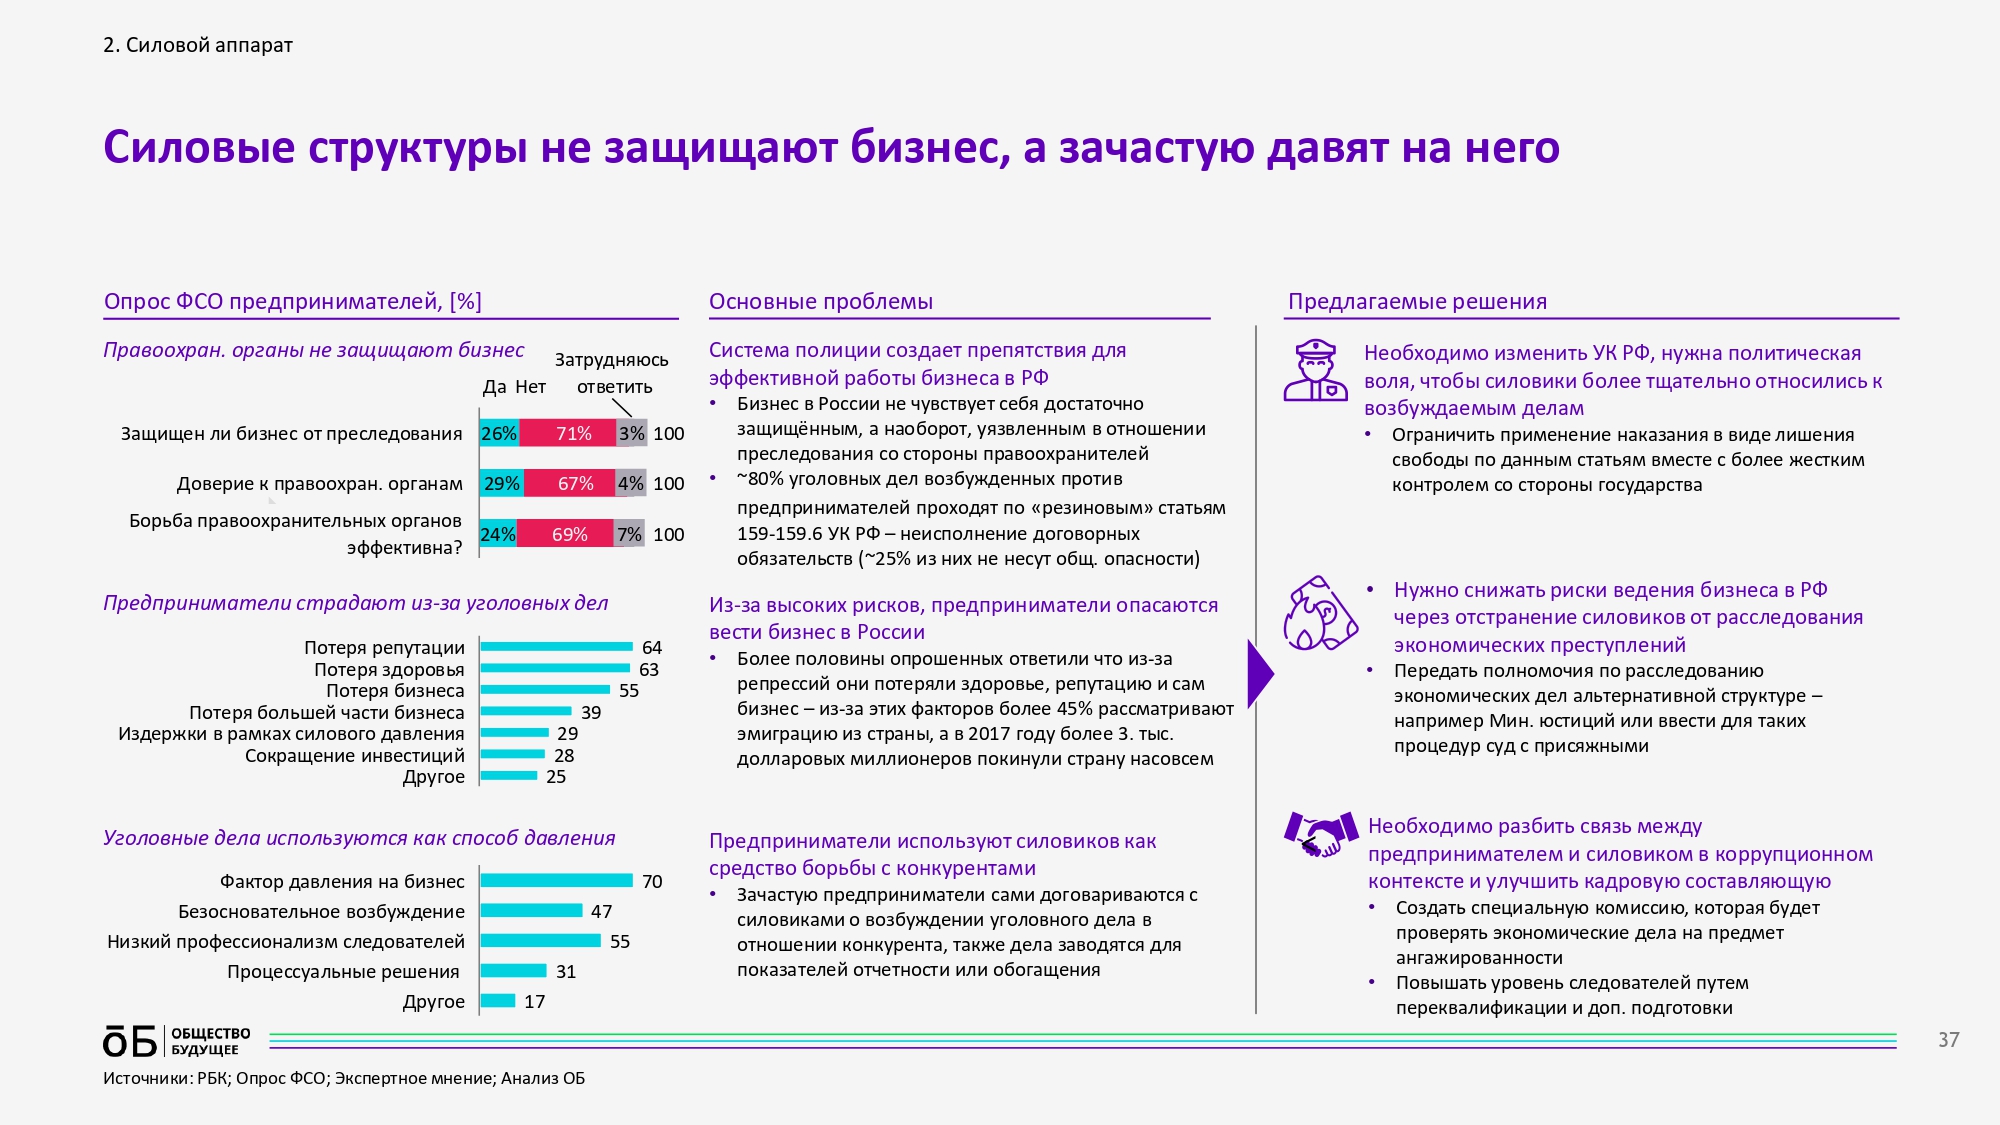 2. Силовой аппарат
Силовые структуры не защищают бизнес, а зачастую давят на него
Опрос ФСО предпринимателей, [%]
Правоохран. органы не защищают бизнес
Затрудняюсь
Да Нет ответить
Защищен ли бизнес от преследования 26% 71% 3% 100
Доверие к правоохран. органам 29% 67% 4% 100
Борьба правоохранительных органов
эффективна? 24% 69% 7% 100
Предприниматели страдают из-за уголовных дел
Потеря репутации 64
Потеря здоровья 63
Потеря бизнеса 55
Потеря большей части бизнеса 39
Издержки в рамках силового давления 29
Сокращение инвестиций 28
Другое 25
Уголовные дела используются как способ давления
Фактор давления на бизнес 70
Безосновательное возбуждение 47
Низкий профессионализм следователей 55
Процессуальные решения 31
Другое 17
Основные проблемы
Система полиции создает препятствия для
эффективной работы бизнеса в РФ
• Бизнес в России не чувствует себя достаточно
защищённым, а наоборот, уязвленным в отношении
преследования со стороны правоохранителей
• ~80% уголовных дел возбужденных против
предпринимателей проходят по «резиновым» статьям
159-159.6 УК РФ – неисполнение договорных
обязательств (~25% из них не несут общ. опасности)
Из-за высоких рисков, предприниматели опасаются
вести бизнес в России
• Более половины опрошенных ответили что из-за
репрессий они потеряли здоровье, репутацию и сам
бизнес – из-за этих факторов более 45% рассматривают
эмиграцию из страны, а в 2017 году более 3. тыс.
долларовых миллионеров покинули страну насовсем
Предприниматели используют силовиков как
средство борьбы с конкурентами
• Зачастую предприниматели сами договариваются с
силовиками о возбуждении уголовного дела в
отношении конкурента, также дела заводятся для
показателей отчетности или обогащения
Предлагаемые решения
Необходимо изменить УК РФ, нужна политическая
воля, чтобы силовики более тщательно относились к
возбуждаемым делам
• Ограничить применение наказания в виде лишения
свободы по данным статьям вместе с более жестким
контролем со стороны государства
• Нужно снижать риски ведения бизнеса в РФ
через отстранение силовиков от расследования
экономических преступлений
• Передать полномочия по расследованию
экономических дел альтернативной структуре –
например Мин. юстиций или ввести для таких
процедур суд с присяжными
Необходимо разбить связь между
предпринимателем и силовиком в коррупционном
контексте и улучшить кадровую составляющую
• Создать специальную комиссию, которая будет
проверять экономические дела на предмет
ангажированности
• Повышать уровень следователей путем
переквалификации и доп. подготовки
ОБ ОБЩЕСТВО
БУДУЩЕЕ
37
Источники: РБК; Опрос ФСО; Экспертное мнение; Анализ ОБ